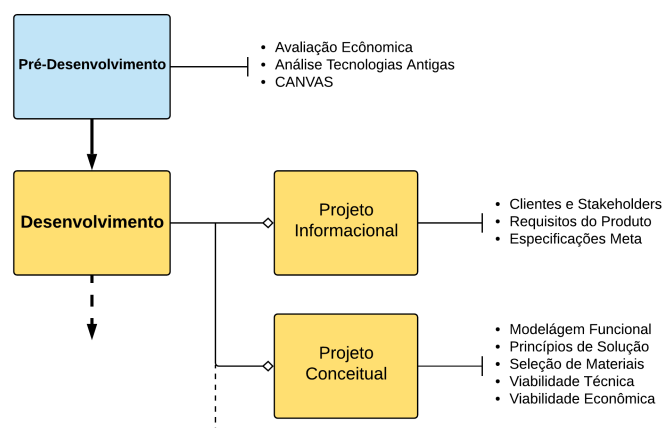 Pré-Desenvolvimento
• Avaliação Ecônomica
• Análise Tecnologias Antigas
• CANVAS
Desenvolvimento
Projeto
Informacional
• Clientes e Stakeholders
• Requisitos do Produto
• Especificações Meta
Projeto
Conceitual
• Modelágem Funcional
• Princípios de Solução
• Seleção de Materiais
• Viabilidade Técnica
• Viabilidade Econômica